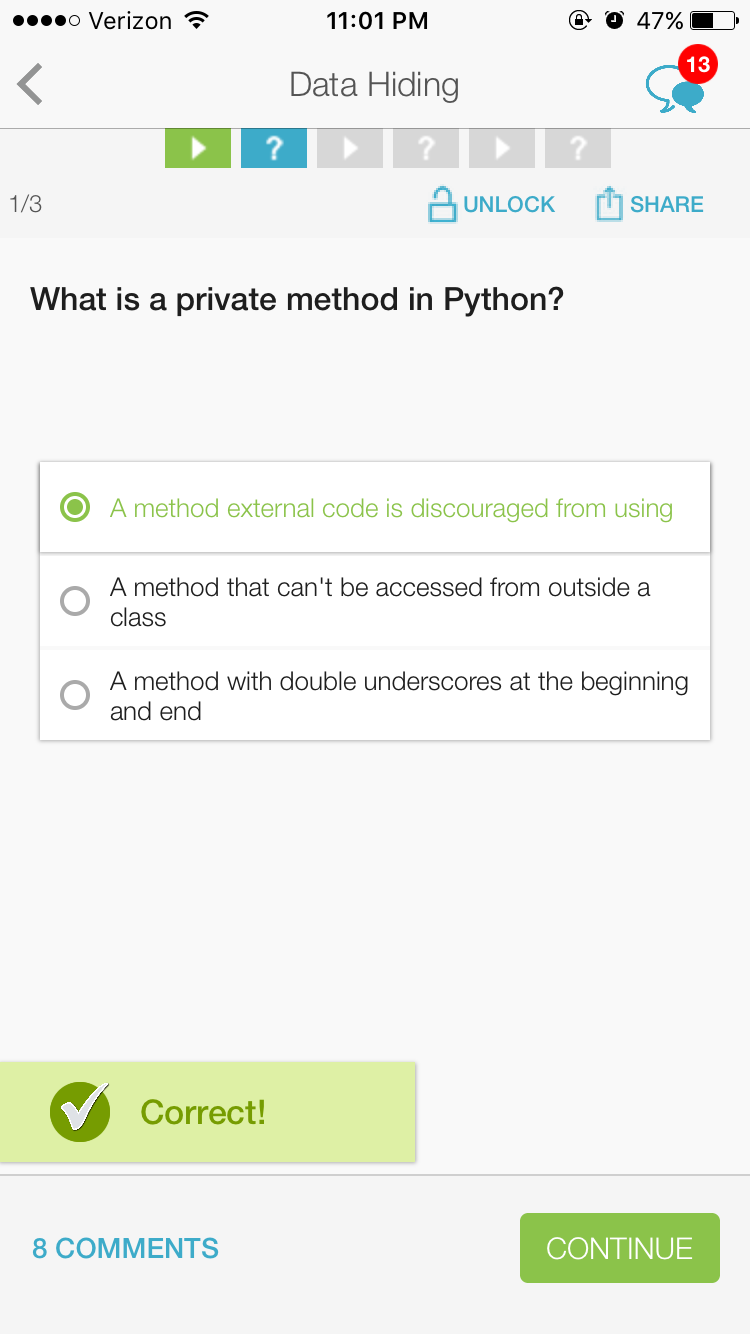 Verizon 11:01 PM 47%
Data Hiding 13
? ? ?
1/3 UNLOCK SHARE
What is a private method in Python?
A method external code is discouraged from using
A method that can't be accessed from outside a
class
A method with double underscores at the beginning
and end
Correct!
8 COMMENTS CONTINUE